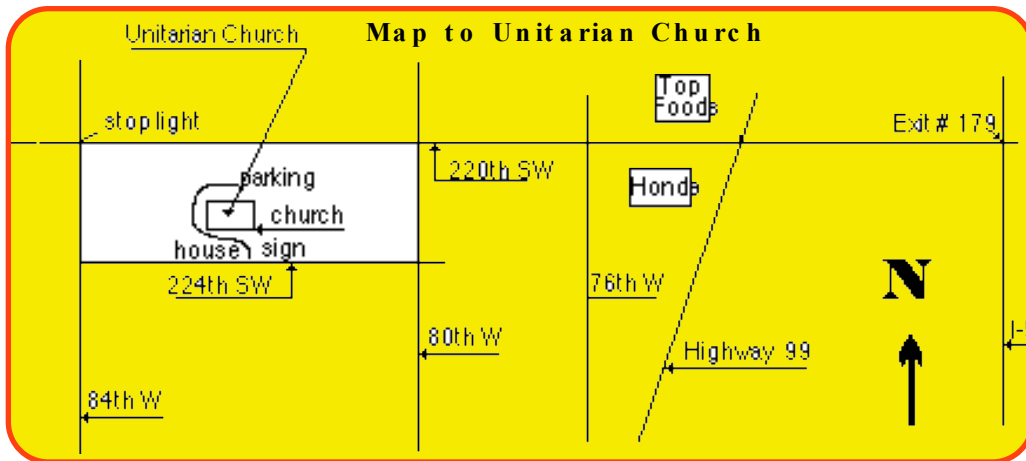 Map to Unitarian Church
Unitarian Church
Top
Foods
stop light
Exit # 179
220th SW
parking
Honda
church
house
sign
224th SW
76th W
N
80th W
Highway 99
84th W